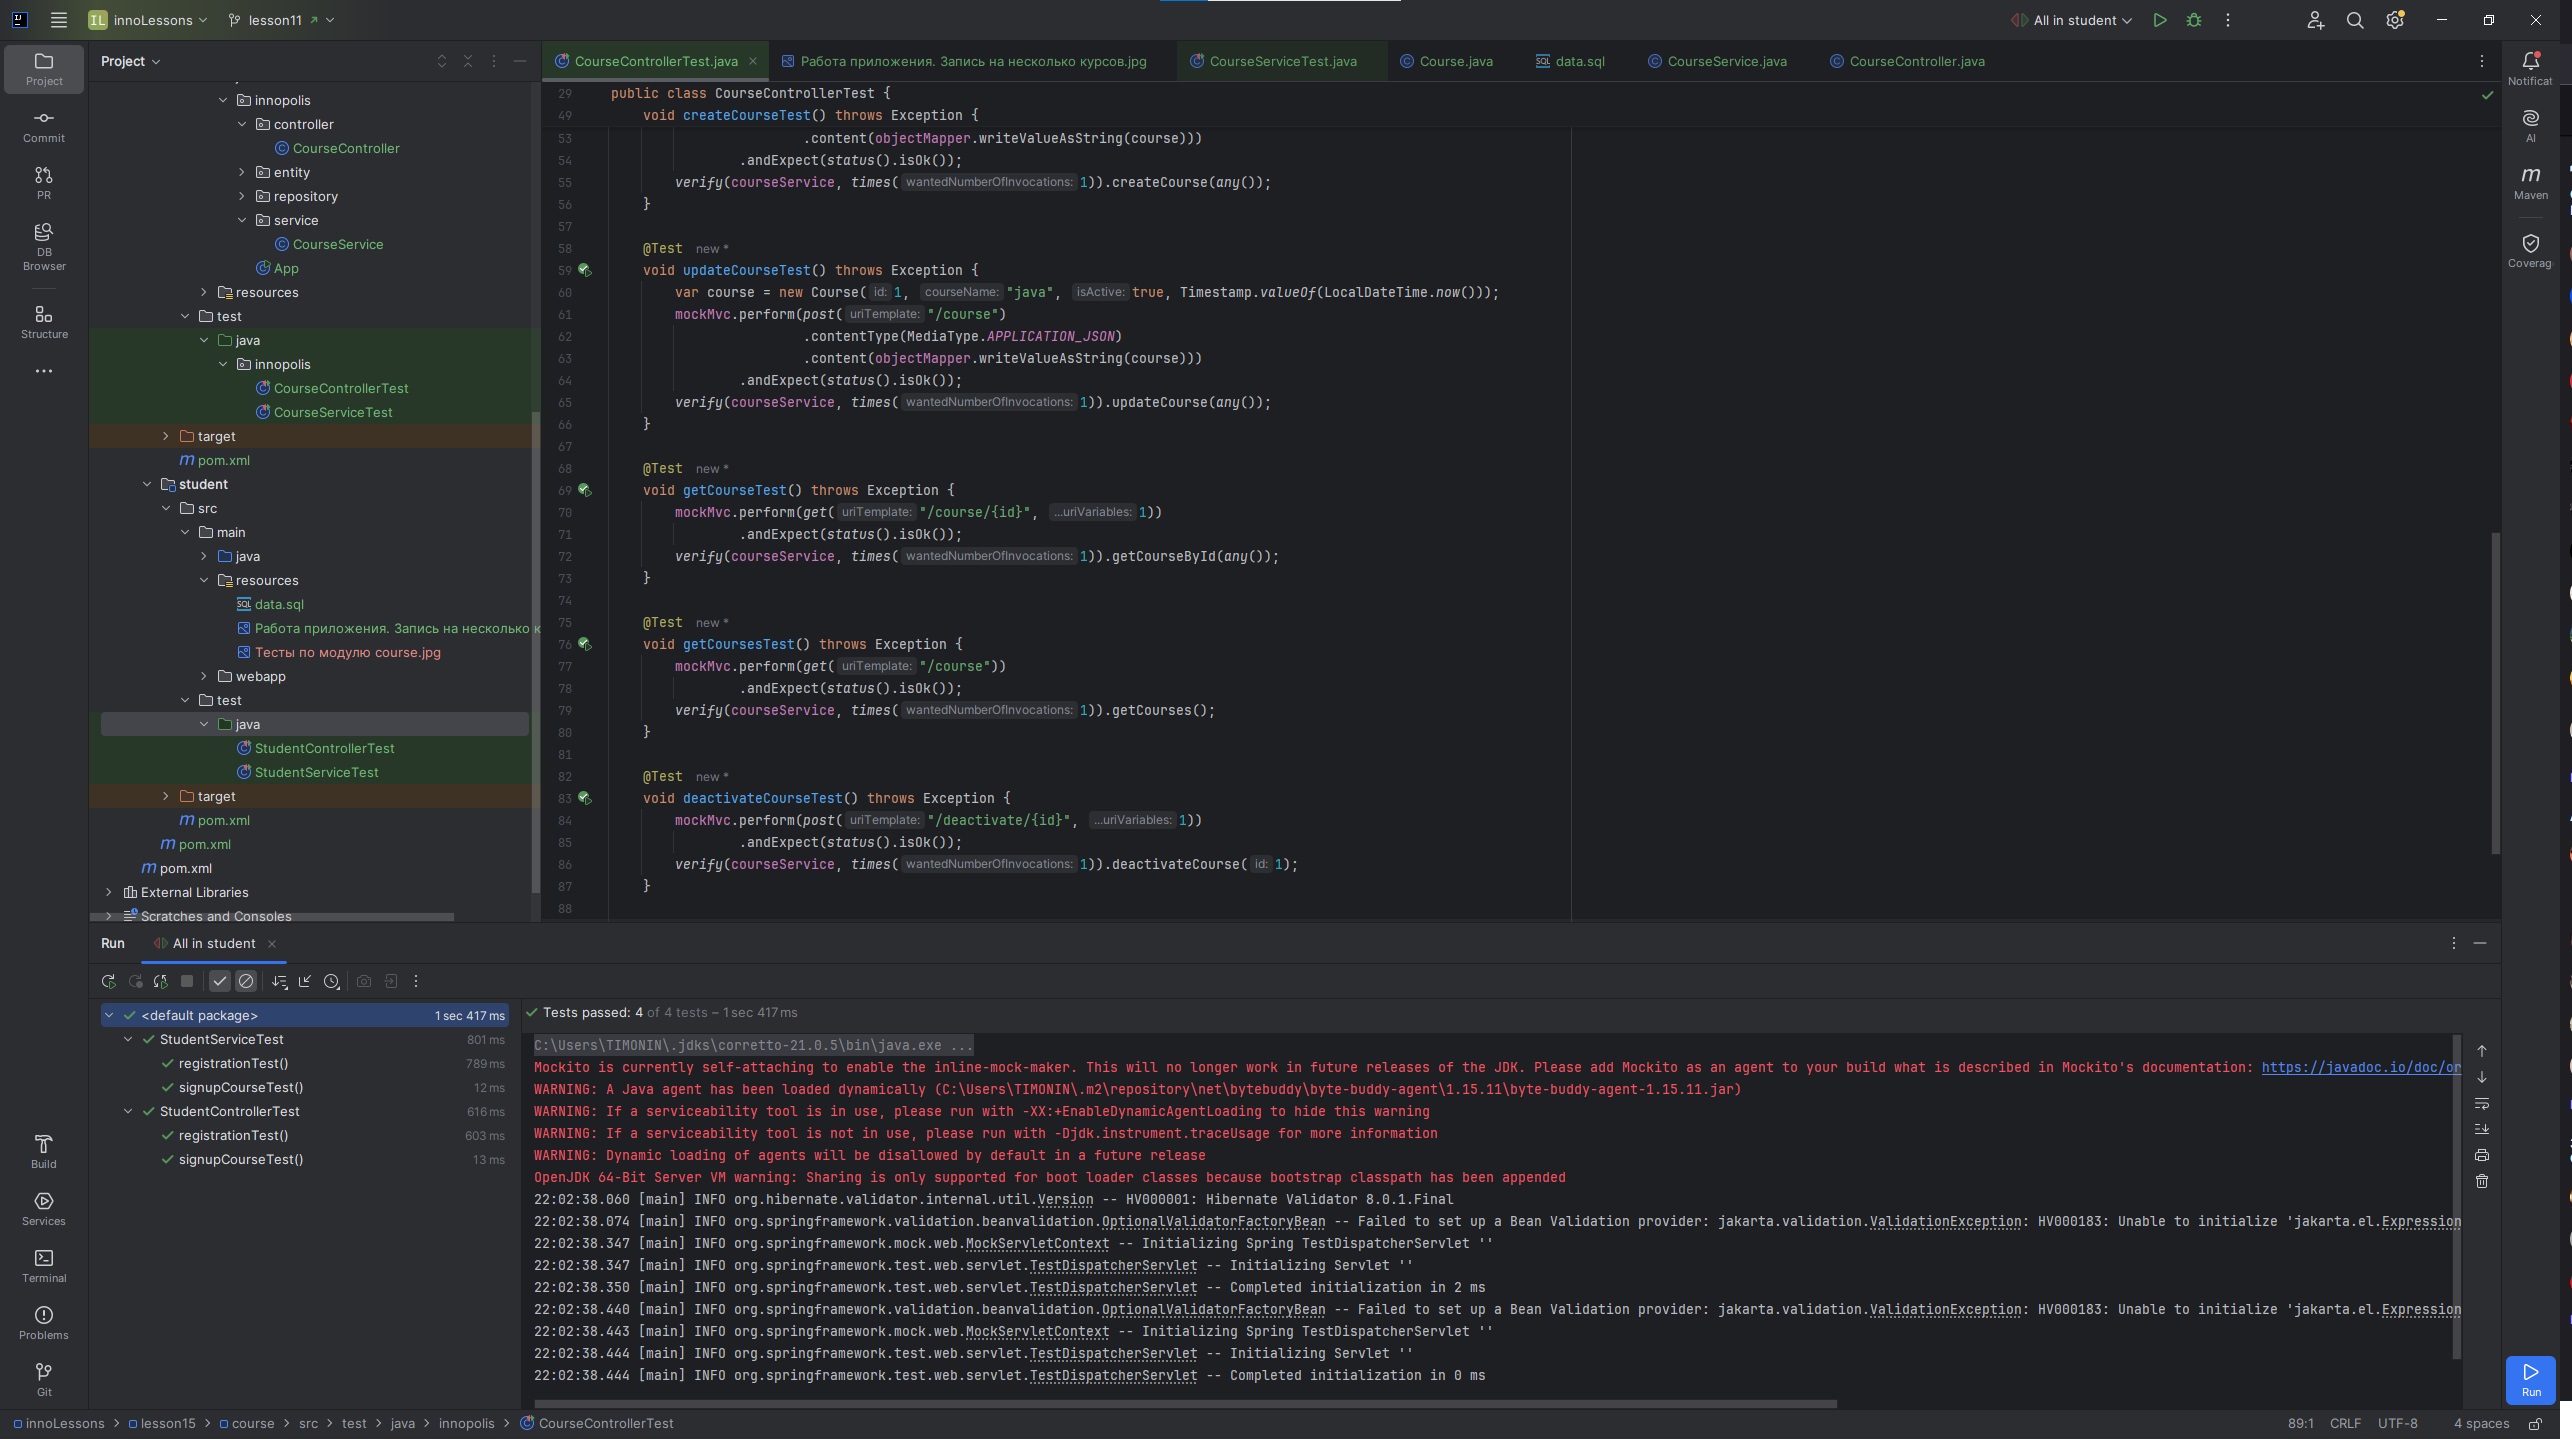 IL innoLessons
lesson11
All in student
Project
CourseControllerTest.java
Работа приложения. Запись на несколько курсов.jpg
CourseServiceTest.java
Course.java
data.sql
CourseService.java
CourseController.java
Project
Commit
PR
DB Browser
Structure
innopolis
controller
CourseController
entity
repository
service
CourseService
App
resources
test
java
innopolis
CourseControllerTest
CourseServiceTest
target
pom.xml
student
src
main
java
resources
data.sql
Работа приложения. Запись на несколько к
Тесты по модулю course.jpg
webapp
test
java
StudentControllerTest
StudentServiceTest
target
pom.xml
pom.xml
pom.xml
External Libraries
Scratches and Consoles
29 public class CourseControllerTest {
49 void createCourseTest() throws Exception {
53 .content(objectMapper.writeValueAsString(course)))
54 .andExpect(status().isOk());
55 verify(courseService, times( wantedNumberOfInvocations: 1)).createCourse(any());
56 }
57
58 @Test new *
59 void updateCourseTest() throws Exception {
60 var course = new Course( id: 1, courseName: "java", isActive: true, Timestamp.valueOf(LocalDateTime.now()));
61 mockMvc.perform(post( uriTemplate: "/course")
62 .contentType(MediaType.APPLICATION_JSON)
63 .content(objectMapper.writeValueAsString(course)))
64 .andExpect(status().isOk());
65 verify(courseService, times( wantedNumberOfInvocations: 1)).updateCourse(any());
66 }
67
68 @Test new *
69 void getCourseTest() throws Exception {
70 mockMvc.perform(get( uriTemplate: "/course/{id}", ...uriVariables: 1))
71 .andExpect(status().isOk());
72 verify(courseService, times( wantedNumberOfInvocations: 1)).getCourseById(any());
73 }
74
75 @Test new *
76 void getCoursesTest() throws Exception {
77 mockMvc.perform(get( uriTemplate: "/course"))
78 .andExpect(status().isOk());
79 verify(courseService, times( wantedNumberOfInvocations: 1)).getCourses();
80 }
81
82 @Test new *
83 void deactivateCourseTest() throws Exception {
84 mockMvc.perform(post( uriTemplate: "/deactivate/{id}", ...uriVariables: 1))
85 .andExpect(status().isOk());
86 verify(courseService, times( wantedNumberOfInvocations: 1)).deactivateCourse( id: 1);
87 }
88
Notificat
AI
Maven
Coverag
Run
All in student
<default package> 1 sec 417 ms
StudentServiceTest 801 ms
registrationTest() 789 ms
signupCourseTest() 12 ms
StudentControllerTest 616 ms
registrationTest() 603 ms
signupCourseTest() 13 ms
Tests passed: 4 of 4 tests – 1 sec 417 ms
C:\Users\TIMONIN\.jdks\corretto-21.0.5\bin\java.exe ...
Mockito is currently self-attaching to enable the inline-mock-maker. This will no longer work in future releases of the JDK. Please add Mockito as an agent to your build what is described in Mockito's documentation: https://javadoc.io/doc/or
WARNING: A Java agent has been loaded dynamically (C:\Users\TIMONIN\.m2\repository\net\bytebuddy\byte-buddy-agent\1.15.11\byte-buddy-agent-1.15.11.jar)
WARNING: If a serviceability tool is in use, please run with -XX:+EnableDynamicAgentLoading to hide this warning
WARNING: If a serviceability tool is not in use, please run with -Djdk.instrument.traceUsage for more information
WARNING: Dynamic loading of agents will be disallowed by default in a future release
OpenJDK 64-Bit Server VM warning: Sharing is only supported for boot loader classes because bootstrap classpath has been appended
22:02:38.060 [main] INFO org.hibernate.validator.internal.util.Version -- HV000001: Hibernate Validator 8.0.1.Final
22:02:38.074 [main] INFO org.springframework.validation.beanvalidation.OptionalValidatorFactoryBean -- Failed to set up a Bean Validation provider: jakarta.validation.ValidationException: HV000183: Unable to initialize 'jakarta.el.Expression
22:02:38.347 [main] INFO org.springframework.mock.web.MockServletContext -- Initializing Spring TestDispatcherServlet ''
22:02:38.347 [main] INFO org.springframework.test.web.servlet.TestDispatcherServlet -- Initializing Servlet ''
22:02:38.350 [main] INFO org.springframework.test.web.servlet.TestDispatcherServlet -- Completed initialization in 2 ms
22:02:38.440 [main] INFO org.springframework.validation.beanvalidation.OptionalValidatorFactoryBean -- Failed to set up a Bean Validation provider: jakarta.validation.ValidationException: HV000183: Unable to initialize 'jakarta.el.Expression
22:02:38.443 [main] INFO org.springframework.mock.web.MockServletContext -- Initializing Spring TestDispatcherServlet ''
22:02:38.444 [main] INFO org.springframework.test.web.servlet.TestDispatcherServlet -- Initializing Servlet ''
22:02:38.444 [main] INFO org.springframework.test.web.servlet.TestDispatcherServlet -- Completed initialization in 0 ms
Build
Services
Terminal
Problems
Git
Run
innoLessons > lesson15 > course > src > test > java > innopolis > CourseControllerTest
89:1 CRLF UTF-8 4 spaces